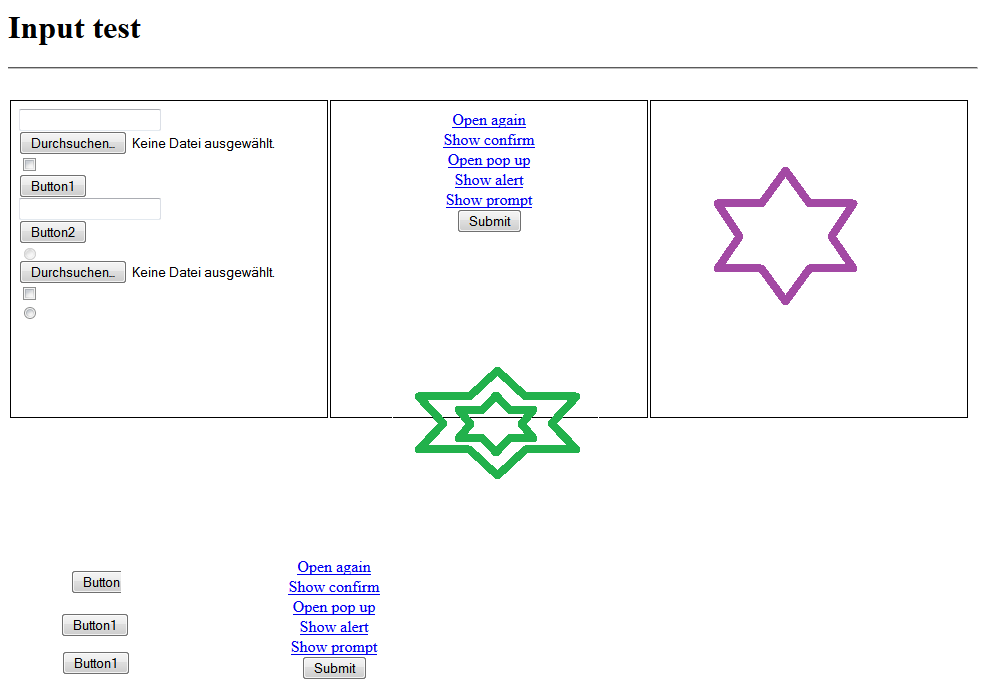 Input test
Durchsuchen... Keine Datei ausgewählt.
Button1
Button2
Durchsuchen... Keine Datei ausgewählt.
Open again
Show confirm
Open pop up
Show alert
Show prompt
Submit
Button
Button1
Button1
Open again
Show confirm
Open pop up
Show alert
Show prompt
Submit